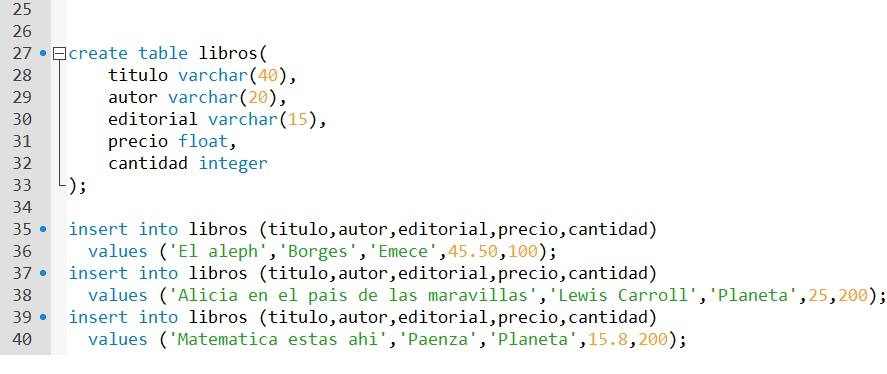 25
26
27 create table libros(
28 titulo varchar(40),
29 autor varchar(20),
30 editorial varchar(15),
31 precio float,
32 cantidad integer
33 );
34
35 insert into libros (titulo,autor,editorial,precio,cantidad)
36 values ('El aleph','Borges','Emece',45.50,100);
37 insert into libros (titulo,autor,editorial,precio,cantidad)
38 values ('Alicia en el pais de las maravillas','Lewis Carroll','Planeta',25,200);
39 insert into libros (titulo,autor,editorial,precio,cantidad)
40 values ('Matematica estas ahi','Paenza','Planeta',15.8,200);